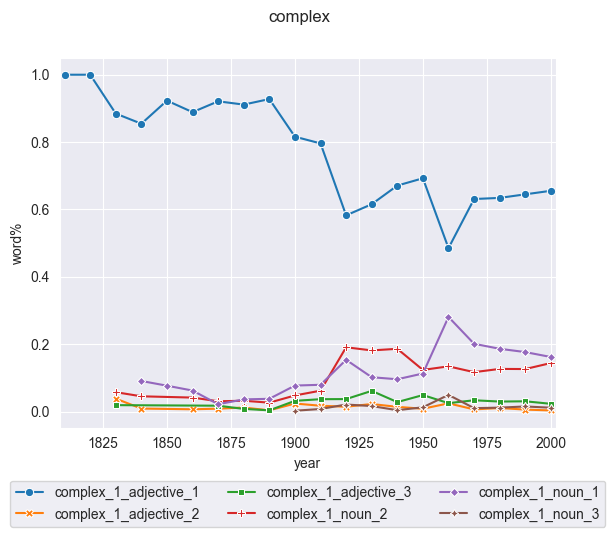 complex
1.0
0.8
0.6
0.4
0.2
0.0
word%
1825 1850 1875 1900 1925 1950 1975 2000
year
complex_1_adjective_1 complex_1_adjective_3 complex_1_noun_1
complex_1_adjective_2 complex_1_noun_2 complex_1_noun_3